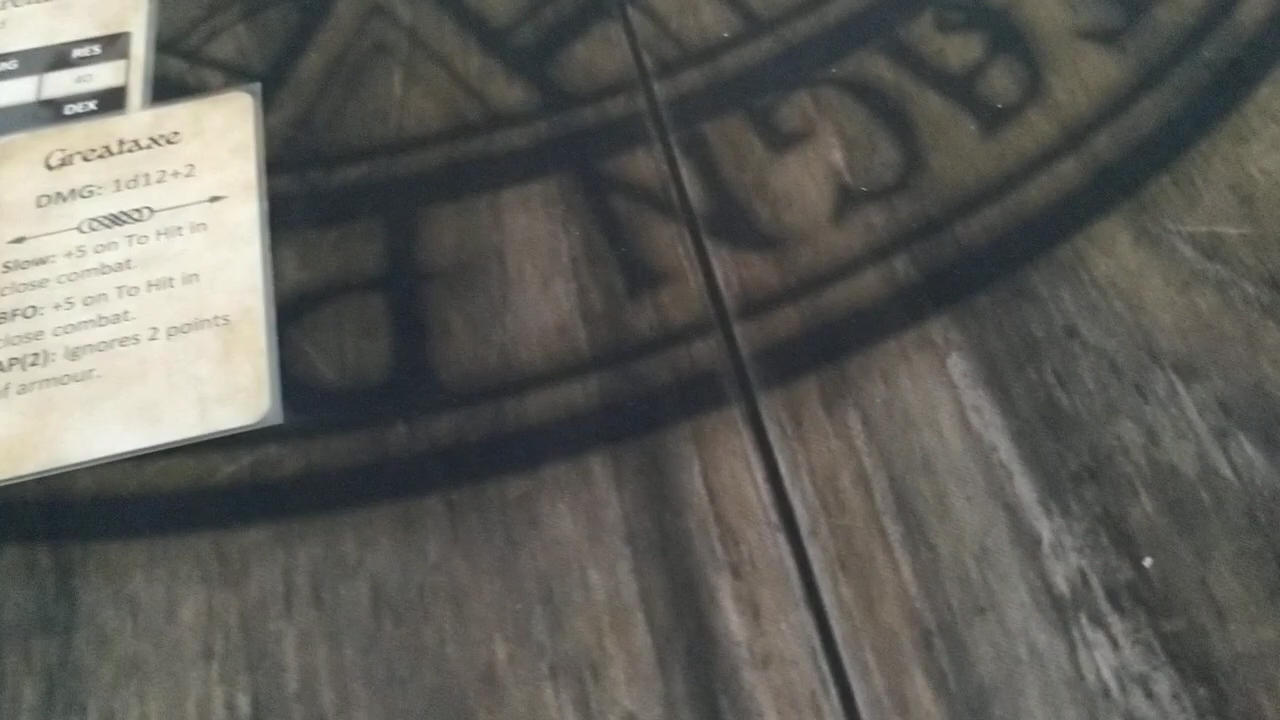 RES
40
DEX
Greataxe
DMG: 1d12+2
Slow: +5 on To Hit in
close combat.
BFO: +5 on To Hit in
close combat.
AP(2): Ignores 2 points
of armour.